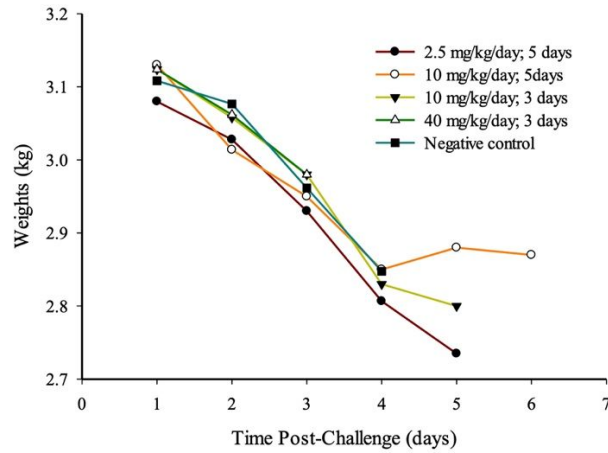 3.2
3.1
3.0
2.9
2.8
2.7
Weights (kg)
2.5 mg/kg/day; 5 days
10 mg/kg/day; 5days
10 mg/kg/day; 3 days
40 mg/kg/day; 3 days
Negative control
0 1 2 3 4 5 6 7
Time Post-Challenge (days)